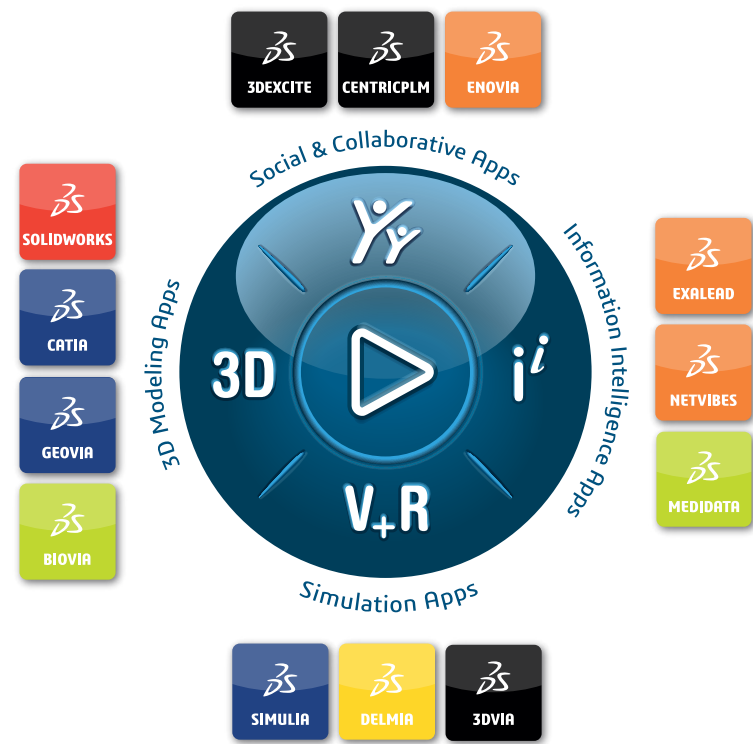 3DEXCITE
CENTRICPLM
ENOVIA
Social & Collaborative Apps
SOLIDWORKS
CATIA
GEOVIA
BIOVIA
3D Modeling Apps
3D
i i
V+R
Information Intelligence Apps
EXALEAD
NETVIBES
MEDIDATA
Simulation Apps
SIMULIA
DELMIA
3DVIA